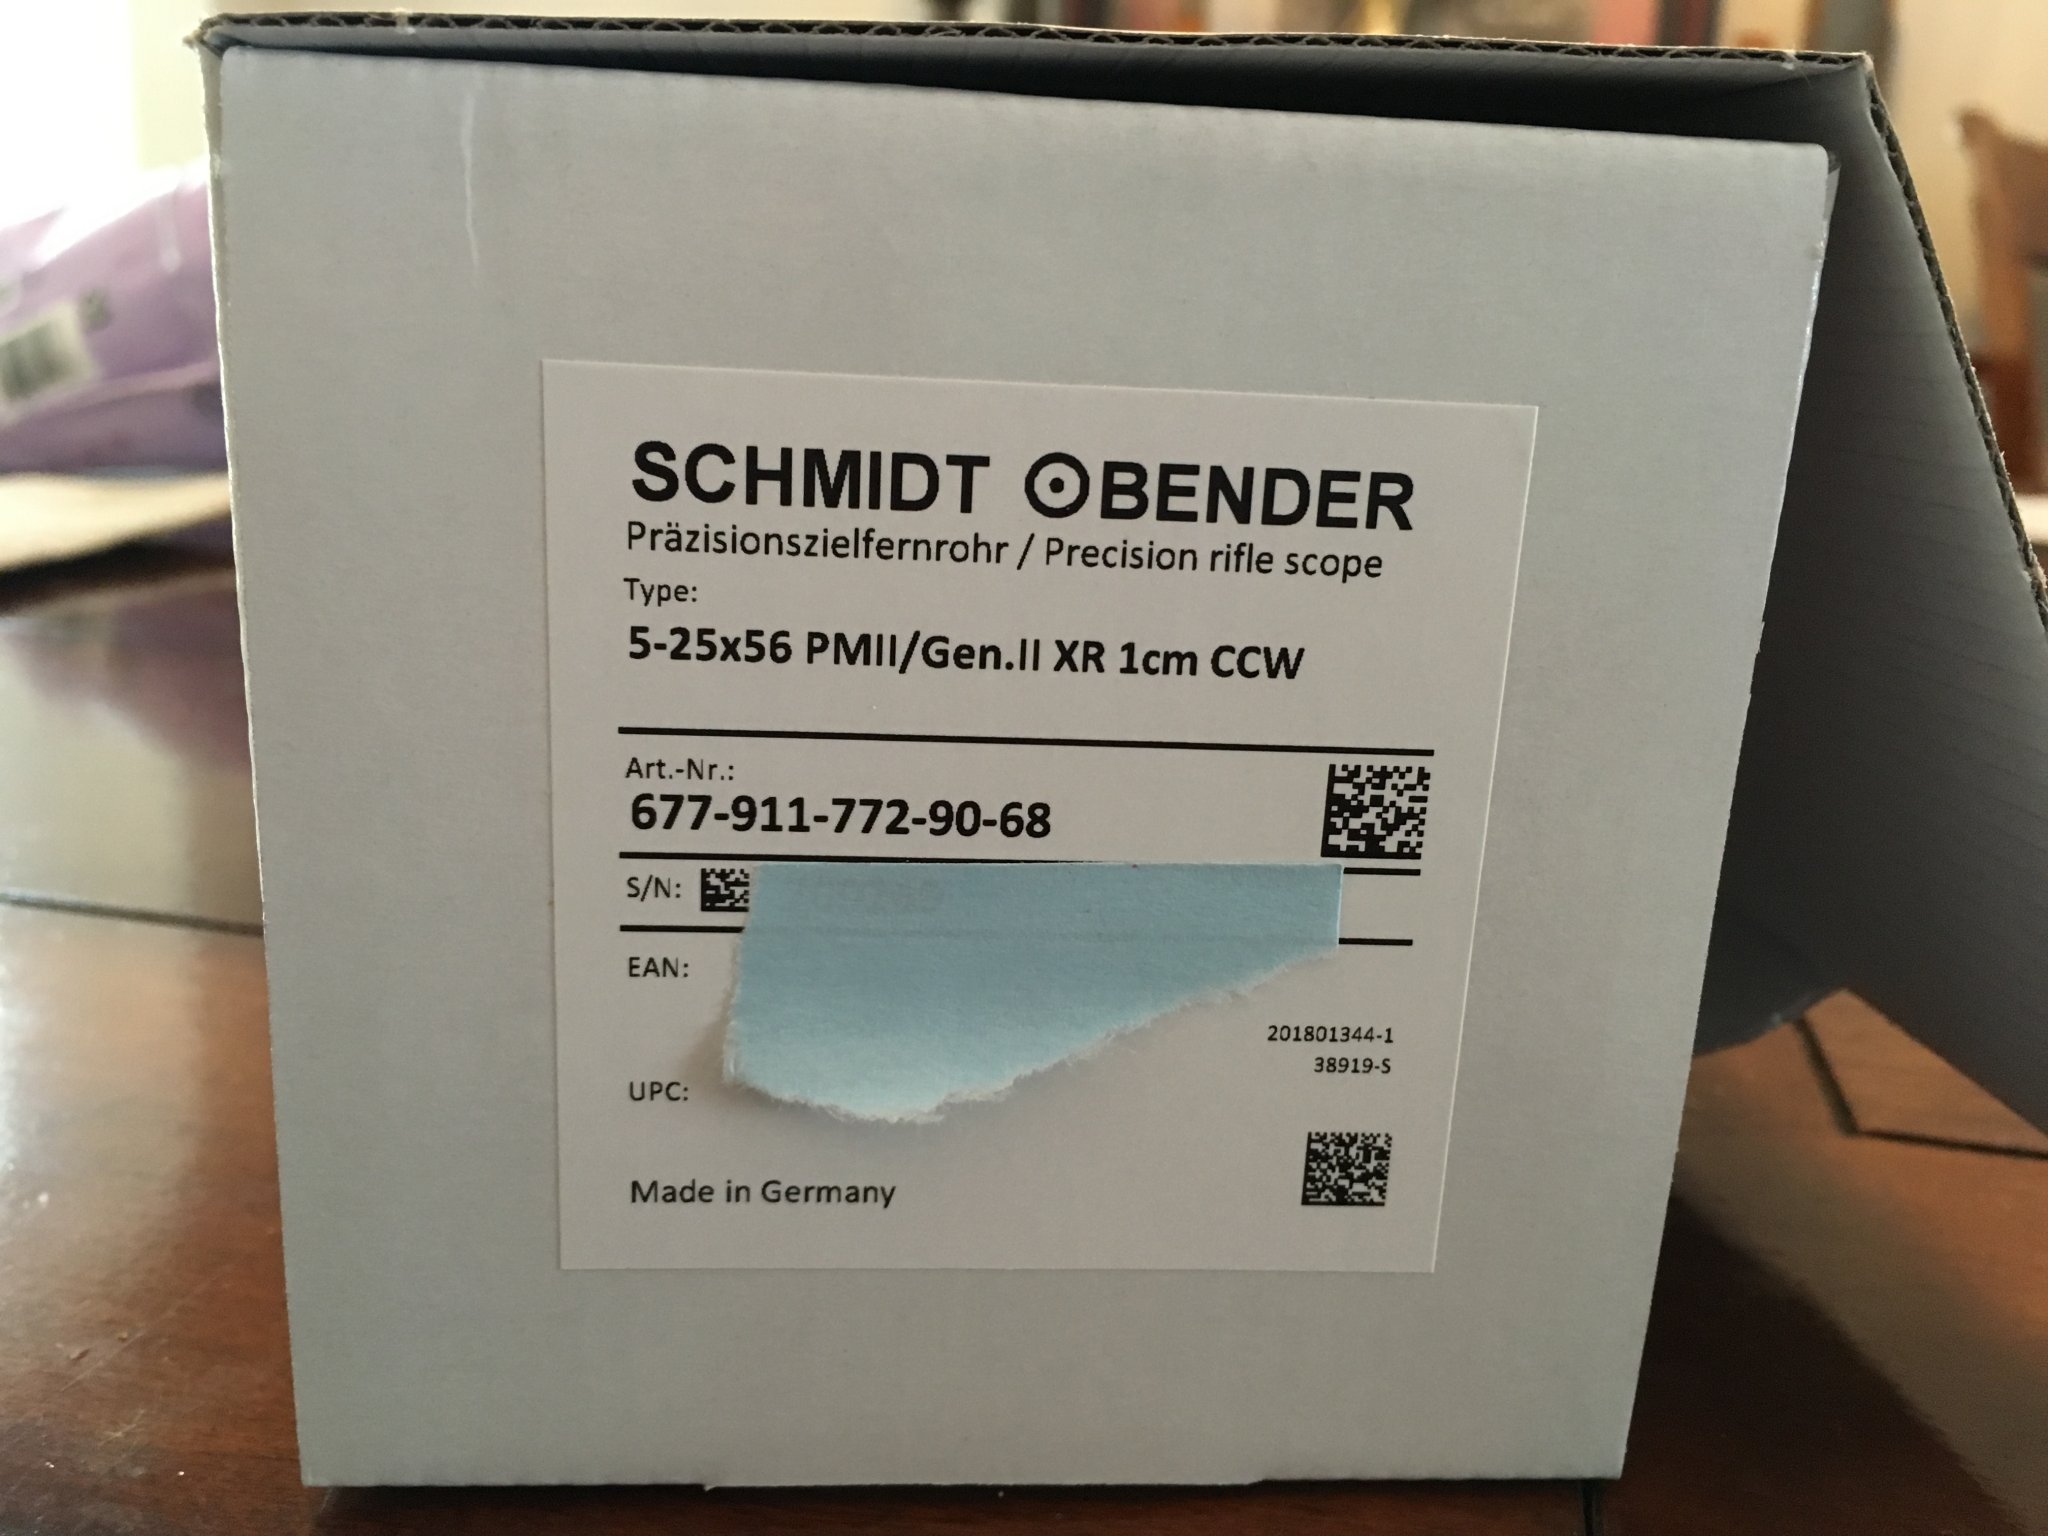 SCHMIDT BENDER
Präzisionszielfernrohr / Precision rifle scope
Type:
5-25x56 PMII/Gen.II XR 1cm CCW
Art.-Nr.:
677-911-772-90-68
S/N:
EAN:
201801344-1
38919-S
UPC:
Made in Germany